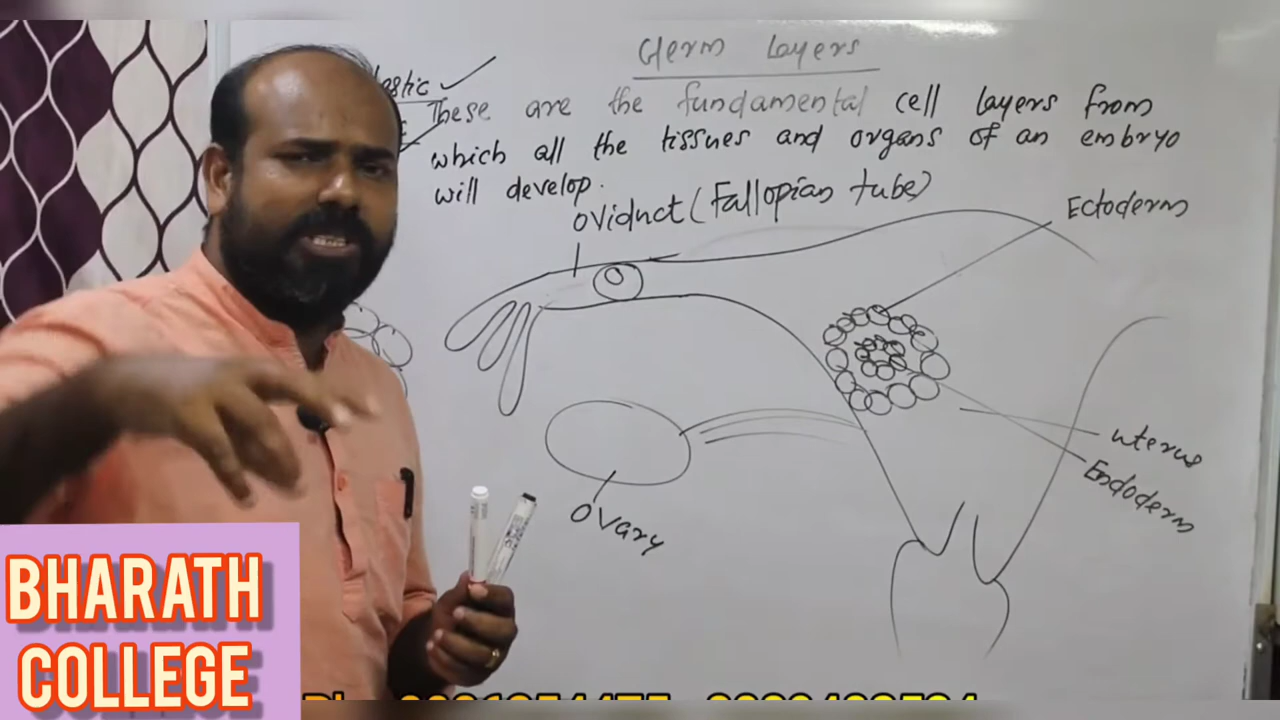 Germ Layers
These are the fundamental cell layers from
which all the tissues and organs of an embryo
will develop.
oviduct (Fallopian tube)
Ectoderm
uterus
Endoderm
ovary
BHARATH
COLLEGE